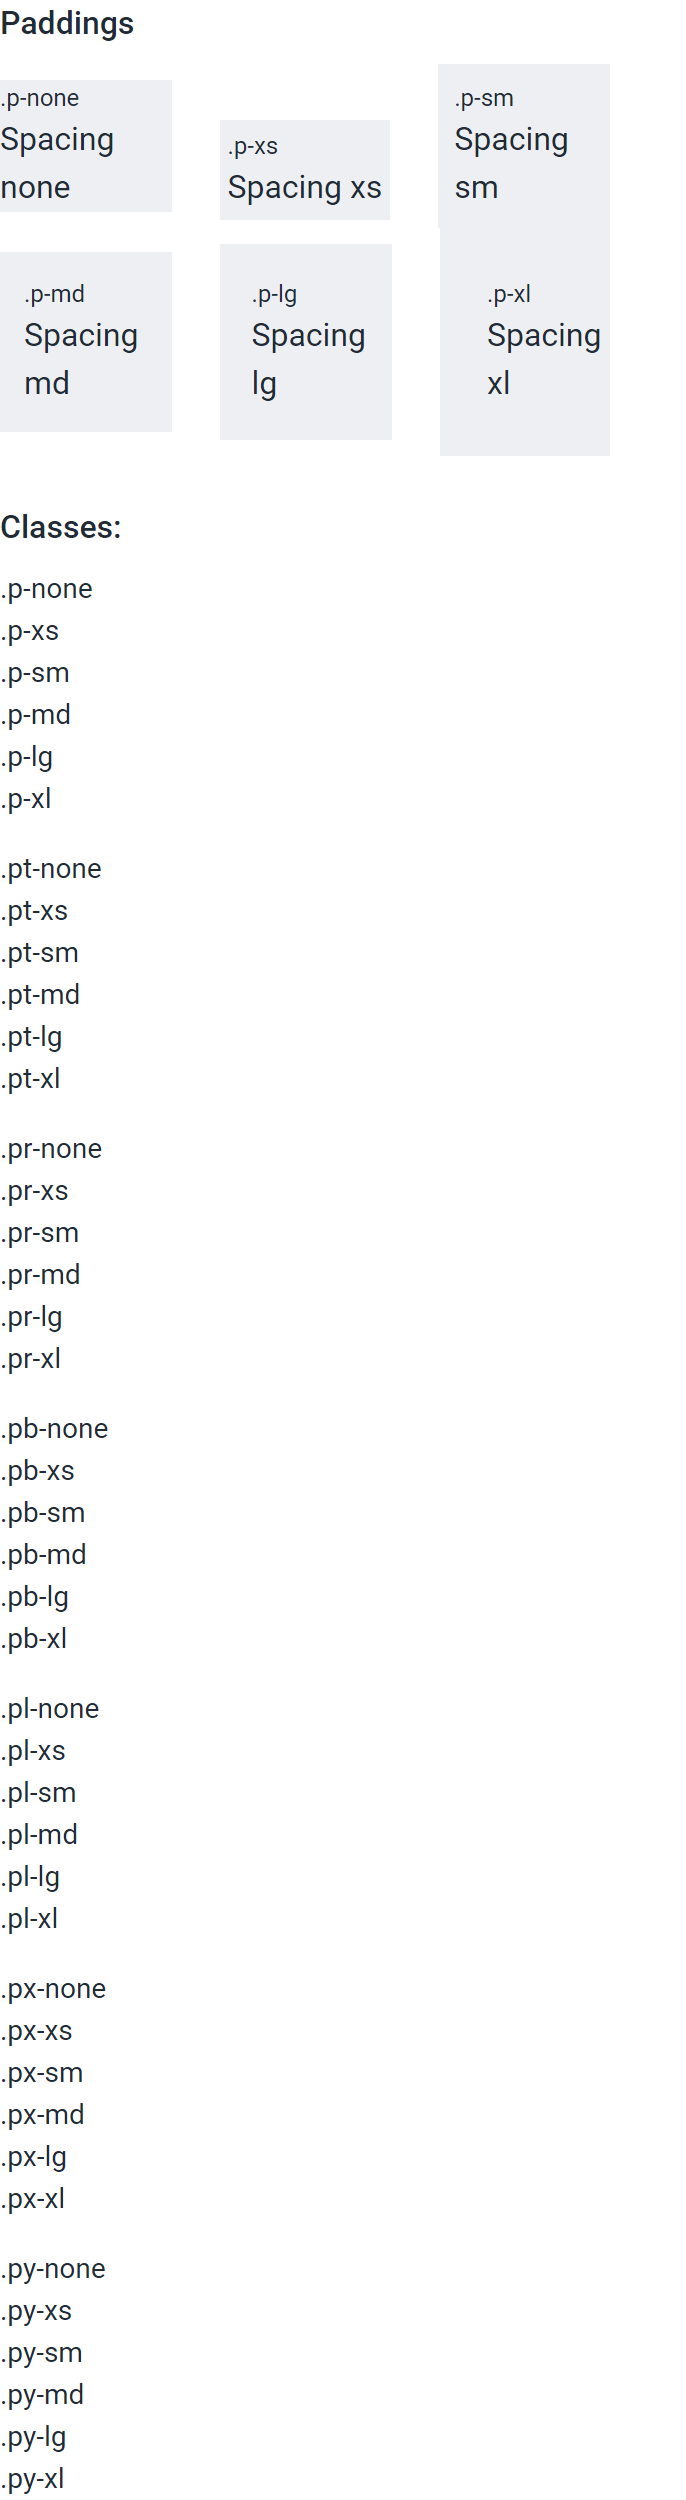 Paddings
.p-none
Spacing
none
.p-xs
Spacing xs
.p-sm
Spacing
sm
.p-md
Spacing
md
.p-lg
Spacing
lg
.p-xl
Spacing
xl
Classes:
.p-none
.p-xs
.p-sm
.p-md
.p-lg
.p-xl
.pt-none
.pt-xs
.pt-sm
.pt-md
.pt-lg
.pt-xl
.pr-none
.pr-xs
.pr-sm
.pr-md
.pr-lg
.pr-xl
.pb-none
.pb-xs
.pb-sm
.pb-md
.pb-lg
.pb-xl
.pl-none
.pl-xs
.pl-sm
.pl-md
.pl-lg
.pl-xl
.px-none
.px-xs
.px-sm
.px-md
.px-lg
.px-xl
.py-none
.py-xs
.py-sm
.py-md
.py-lg
.py-xl